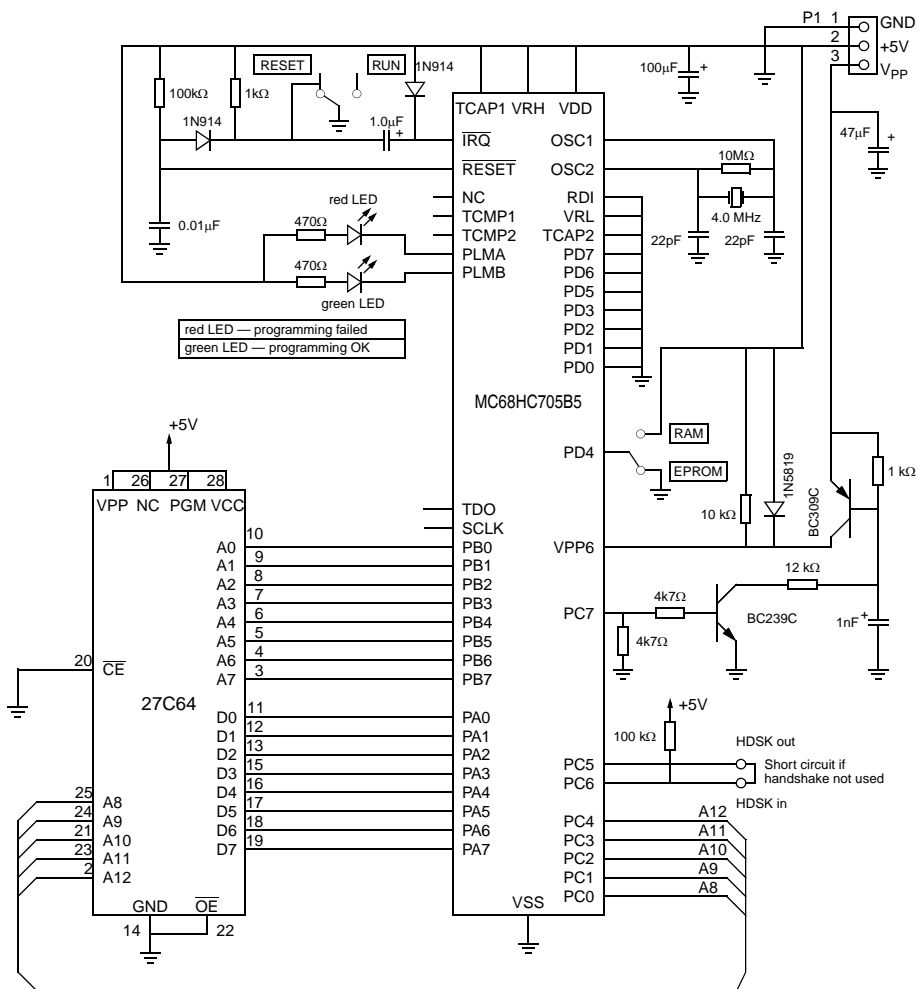 P1 1 GND
2 +5V
3 VPP
RESET RUN 1N914
100kΩ 1kΩ
1N914 1.0µF +
100µF +
47µF +
TCAP1 VRH VDD
IRQ OSC1
RESET OSC2
10MΩ
4.0 MHz
22pF 22pF
0.01µF
NC RDI
TCMP1 VRL
TCMP2 TCAP2
PLMA PD7
PLMB PD6
PD5
PD3
PD2
PD1
PD0
red LED
470Ω
470Ω
green LED
red LED — programming failed
green LED — programming OK
MC68HC705B5
RAM
PD4
EPROM
1N5819
BC309C
1 kΩ
10 kΩ
+5V
1 26 27 28
VPP NC PGM VCC
TDO
SCLK
A0 10 PB0 VPP6
A1 9 PB1
A2 8 PB2
A3 7 PB3 PC7
A4 6 PB4
A5 5 PB5
A6 4 PB6
A7 3 PB7
20 CE
27C64
12 kΩ
4k7Ω
4k7Ω
BC239C
1nF +
D0 11 PA0
D1 12 PA1
D2 13 PA2
D3 15 PA3
D4 16 PA4
D5 17 PA5
D6 18 PA6
D7 19 PA7
+5V
100 kΩ
HDSK out
PC5
Short circuit if
handshake not used
PC6
HDSK in
25 A8
24 A9
21 A10
23 A11
2 A12
PC4 A12
PC3 A11
PC2 A10
PC1 A9
PC0 A8
GND OE
14 22
VSS